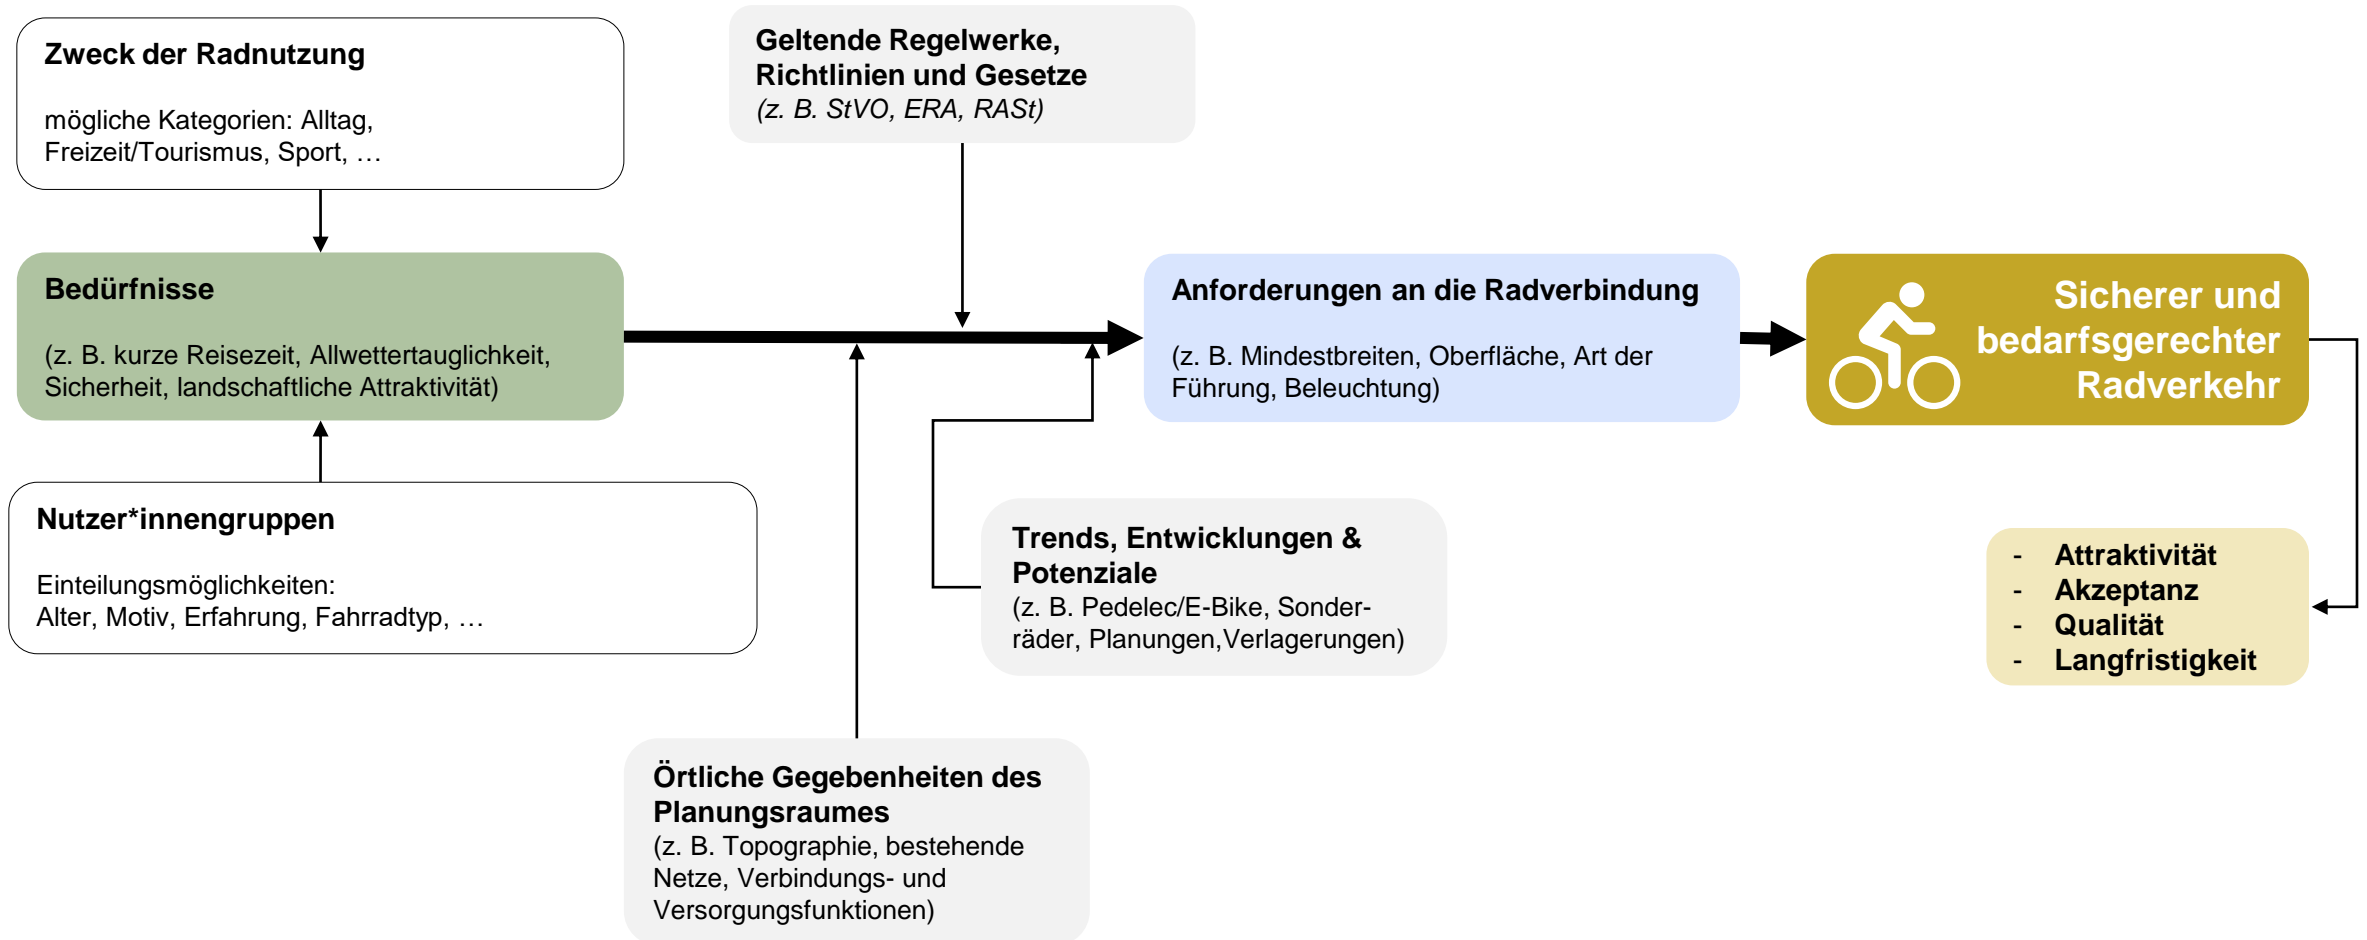 Zweck der Radnutzung
mögliche Kategorien: Alltag,
Freizeit/Tourismus, Sport, …
Geltende Regelwerke,
Richtlinien und Gesetze
(z. B. StVO, ERA, RASt)
Bedürfnisse
(z. B. kurze Reisezeit, Allwettertauglichkeit,
Sicherheit, landschaftliche Attraktivität)
Anforderungen an die Radverbindung
(z. B. Mindestbreiten, Oberfläche, Art der
Führung, Beleuchtung)
Sicherer und
bedarfsgerechter
Radverkehr
Nutzer*innengruppen
Einteilungsmöglichkeiten:
Alter, Motiv, Erfahrung, Fahrradtyp, …
Trends, Entwicklungen &
Potenziale
(z. B. Pedelec/E-Bike, Sonder-
räder, Planungen,Verlagerungen)
- Attraktivität
- Akzeptanz
- Qualität
- Langfristigkeit
Örtliche Gegebenheiten des
Planungsraumes
(z. B. Topographie, bestehende
Netze, Verbindungs- und
Versorgungsfunktionen)